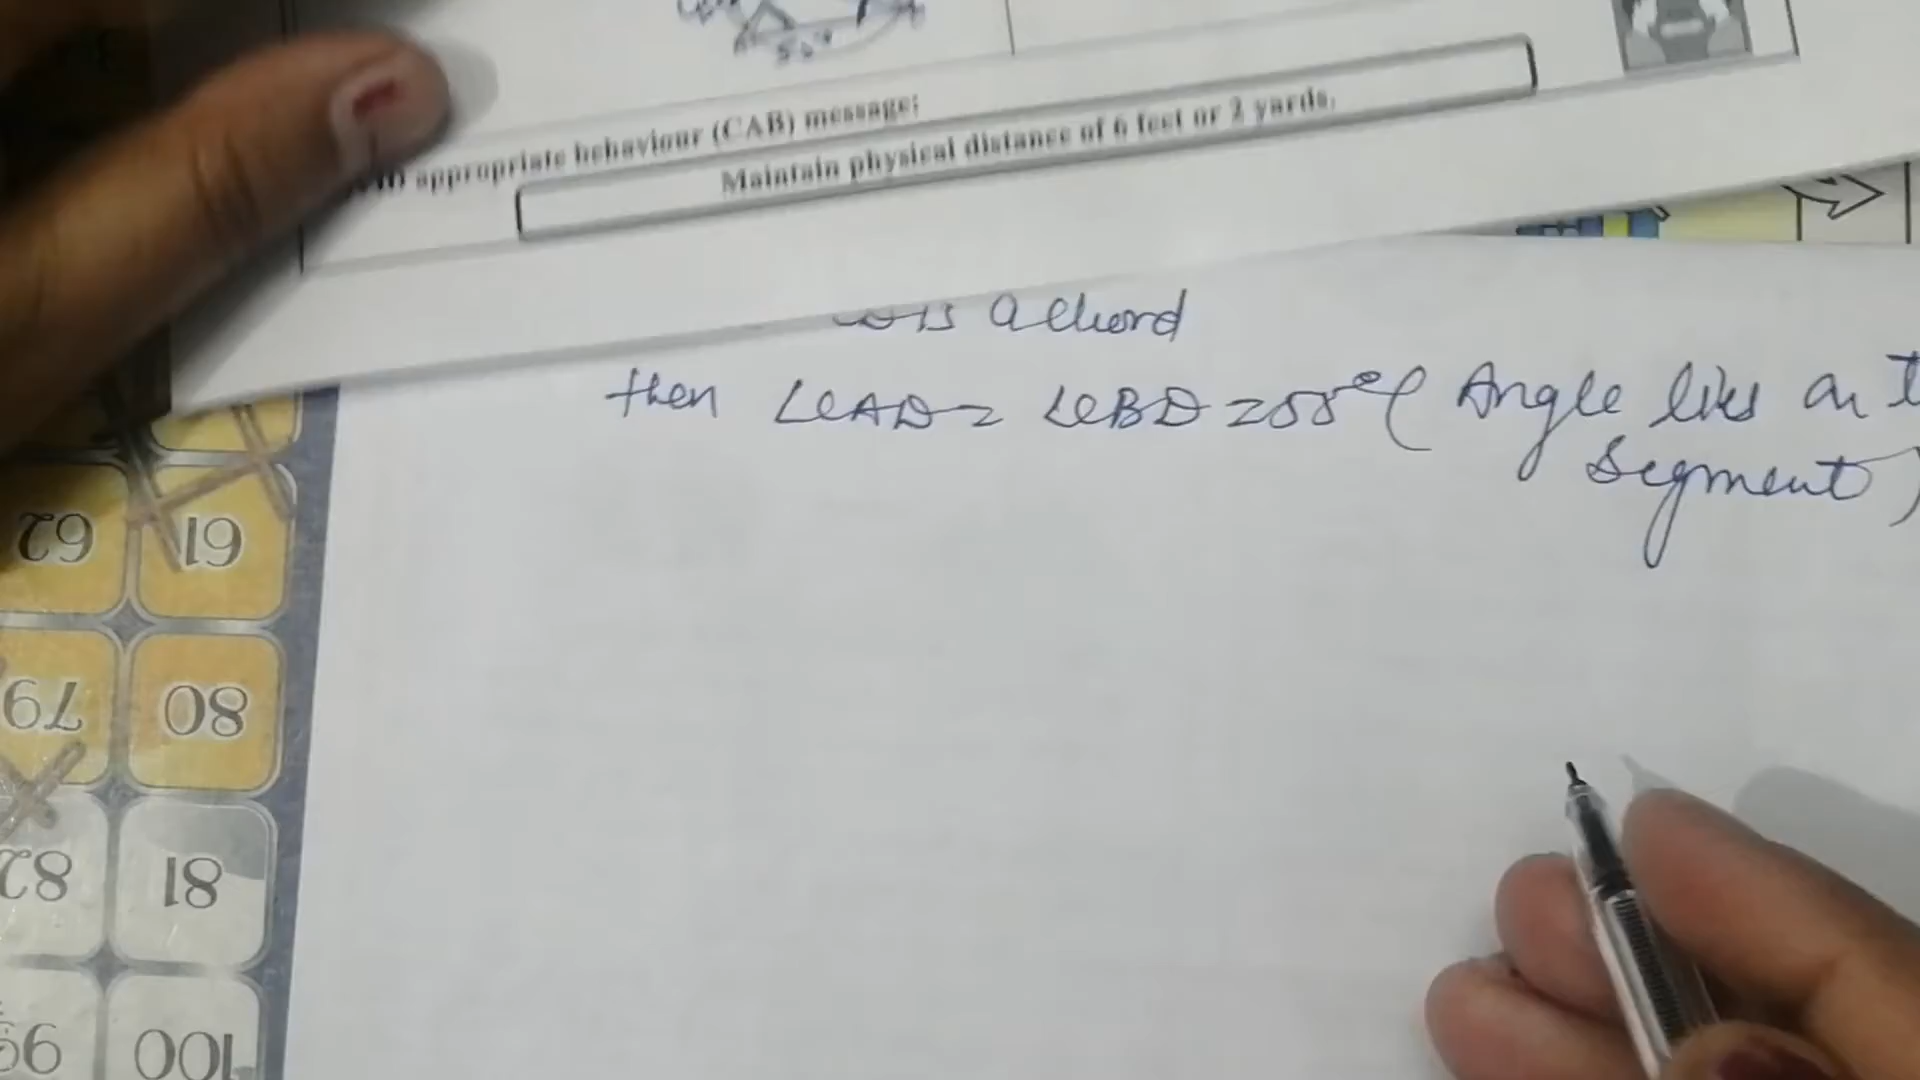 appropriate behaviour (CAB) message:
Maintain physical distance of 6 feet or 2 yards.
is a chord
then ∠CAD = ∠CBD = 55° ( Angle lies on
segment)
62 61
79 80
82 81
99 100